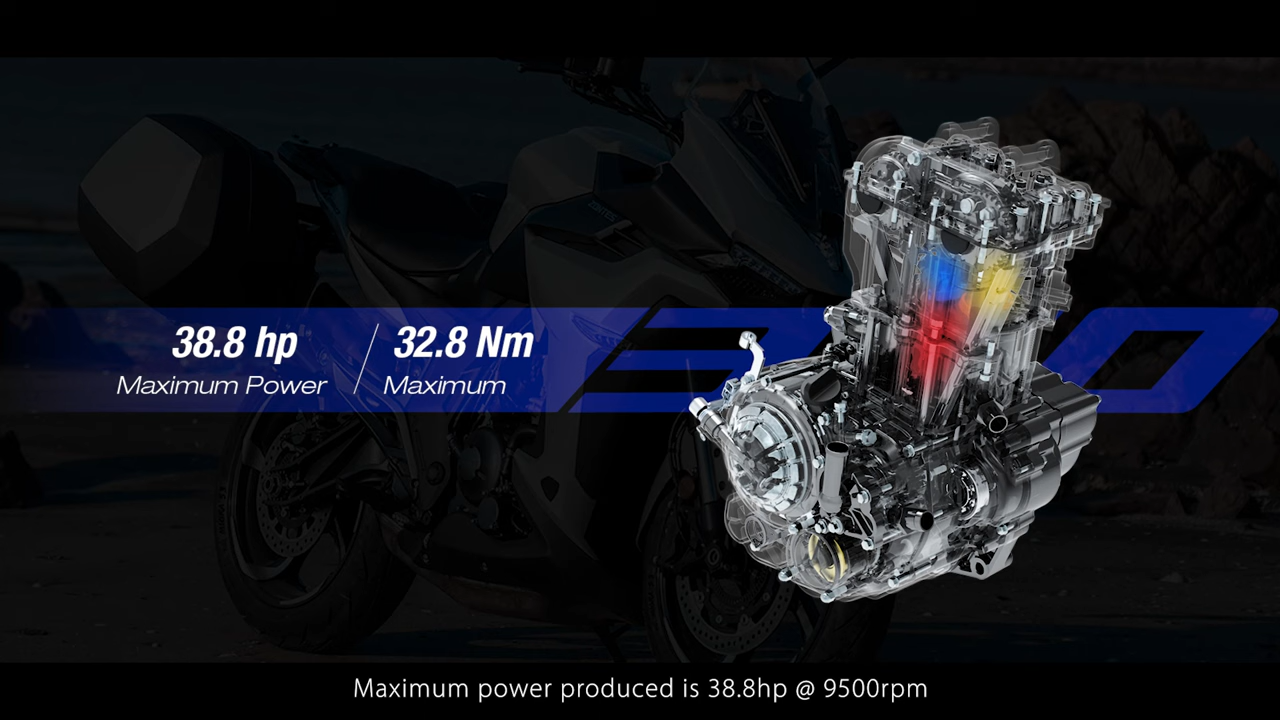 38.8 hp
Maximum Power
32.8 Nm
Maximum
Maximum power produced is 38.8hp @ 9500rpm